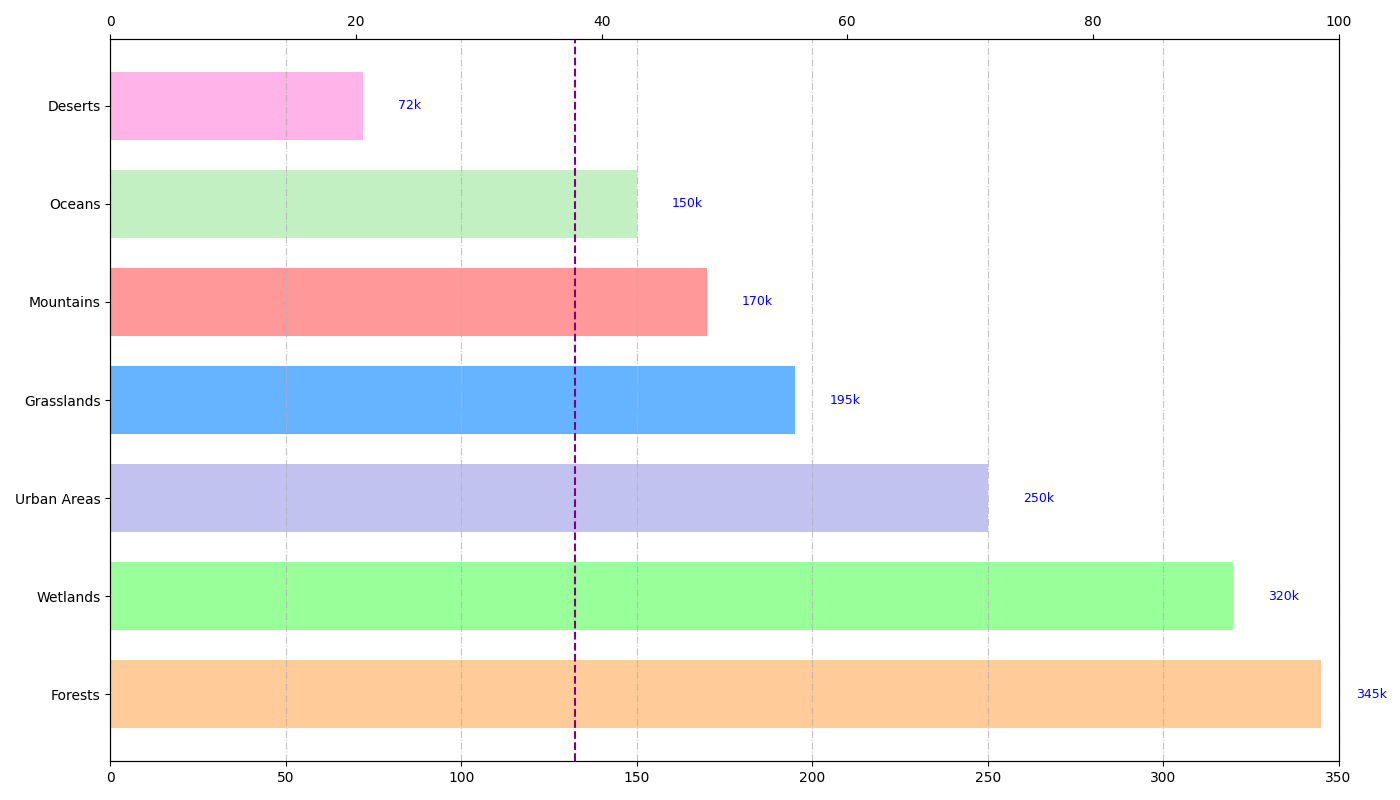 0 20 40 60 80 100
Deserts 72k
Oceans 150k
Mountains 170k
Grasslands 195k
Urban Areas 250k
Wetlands 320k
Forests 345k
0 50 100 150 200 250 300 350